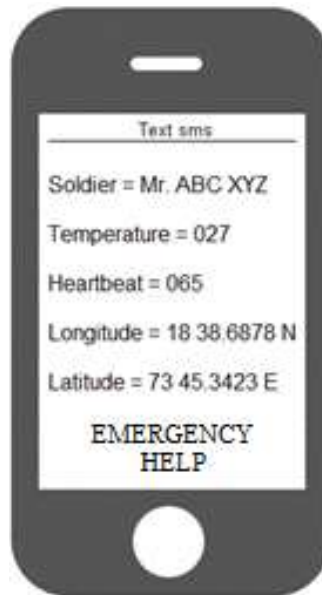 Text sms
Soldier = Mr. ABC XYZ
Temperature = 027
Heartbeat = 065
Longitude = 18 38.6878 N
Latitude = 73 45.3423 E
EMERGENCY
HELP